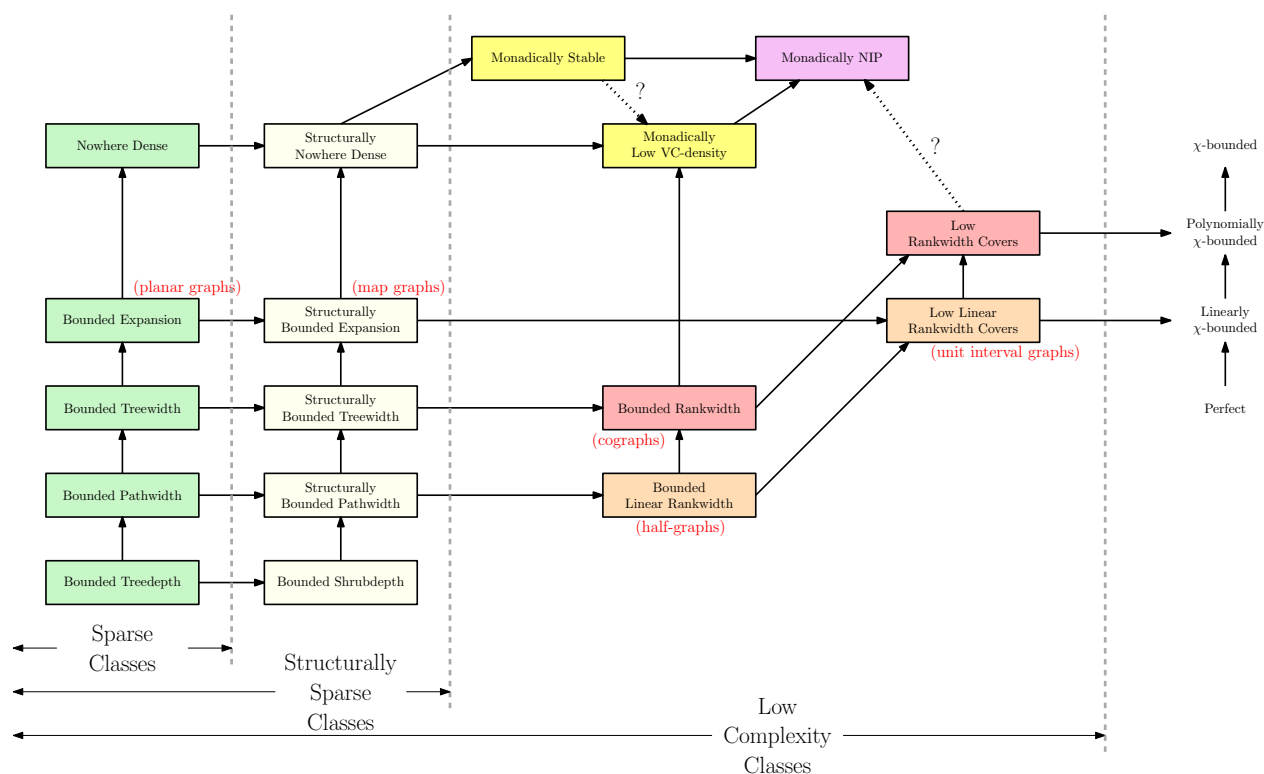 Monadically Stable
Monadically NIP
?
Nowhere Dense
Structurally
Nowhere Dense
Monadically
Low VC-density
?
χ-bounded
Low
Rankwidth Covers
Polynomially
χ-bounded
(planar graphs)
(map graphs)
Bounded Expansion
Structurally
Bounded Expansion
Low Linear
Rankwidth Covers
Linearly
χ-bounded
(unit interval graphs)
Bounded Treewidth
Structurally
Bounded Treewidth
Bounded Rankwidth
Perfect
(cographs)
Bounded Pathwidth
Structurally
Bounded Pathwidth
Bounded
Linear Rankwidth
(half-graphs)
Bounded Treedepth
Bounded Shrubdepth
Sparse
Classes
Structurally
Sparse
Classes
Low
Complexity
Classes